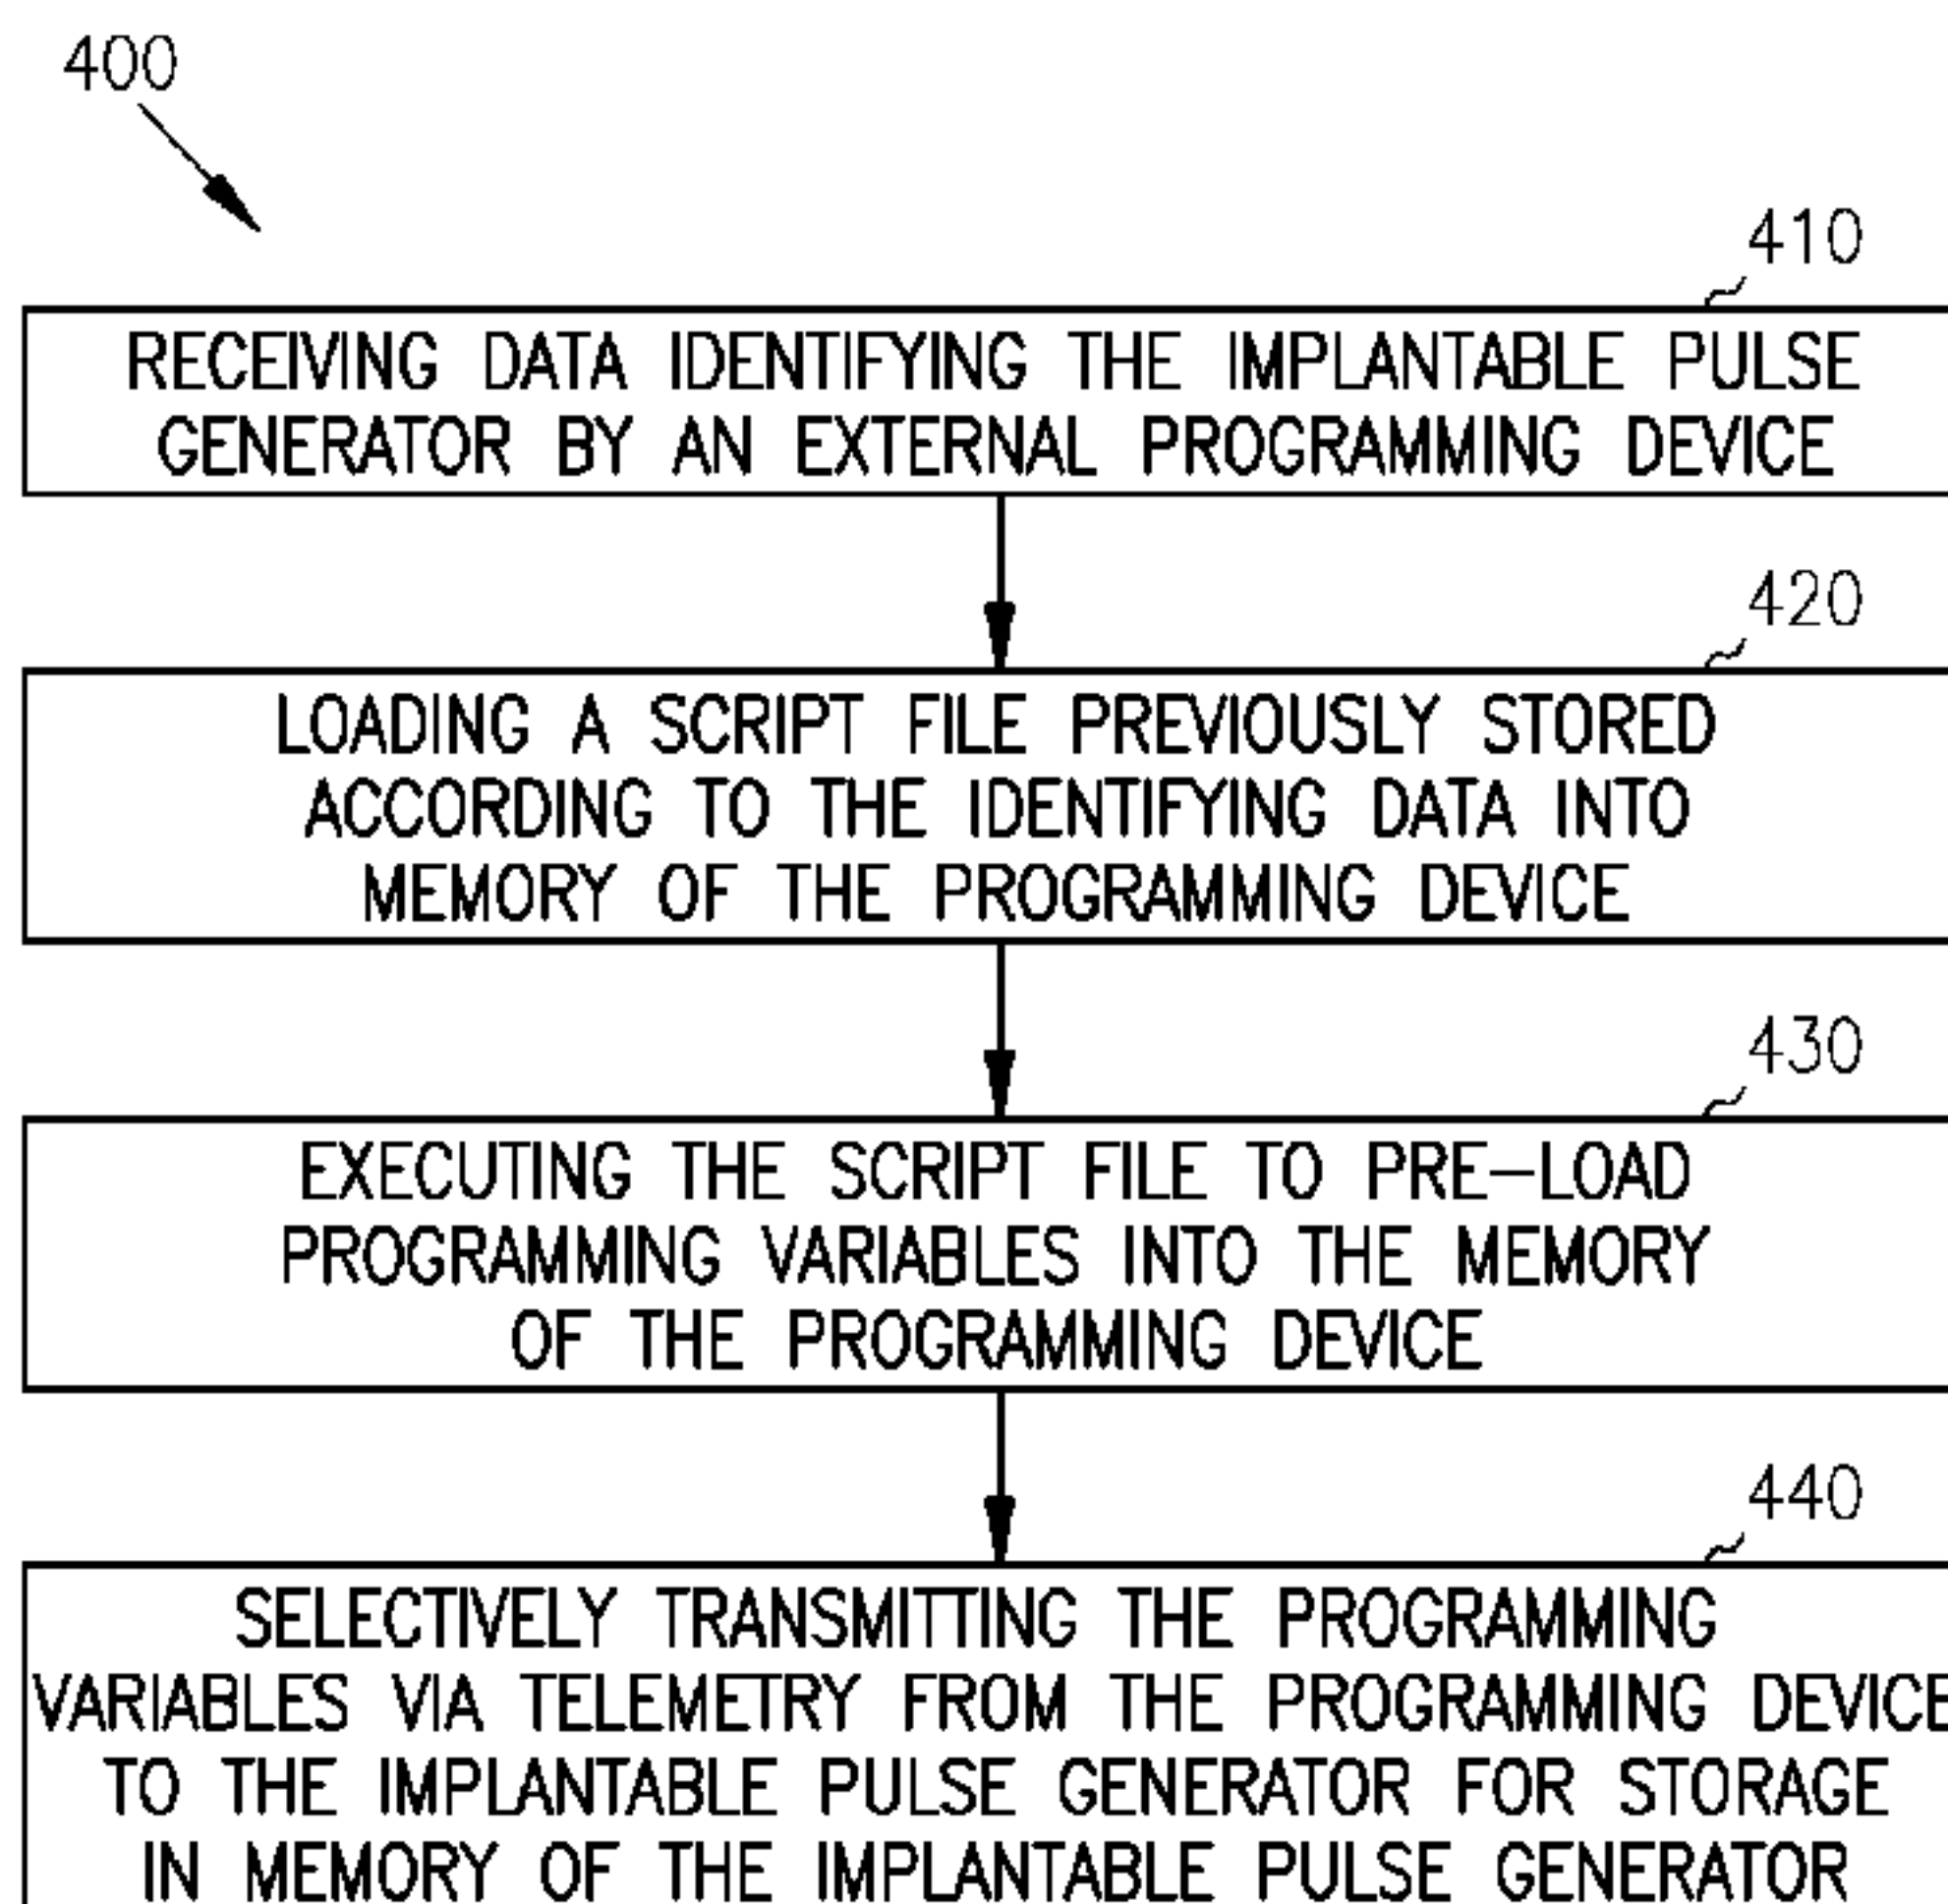 400
410
RECEIVING DATA IDENTIFYING THE IMPLANTABLE PULSE
GENERATOR BY AN EXTERNAL PROGRAMMING DEVICE
420
LOADING A SCRIPT FILE PREVIOUSLY STORED
ACCORDING TO THE IDENTIFYING DATA INTO
MEMORY OF THE PROGRAMMING DEVICE
430
EXECUTING THE SCRIPT FILE TO PRE-LOAD
PROGRAMMING VARIABLES INTO THE MEMORY
OF THE PROGRAMMING DEVICE
440
SELECTIVELY TRANSMITTING THE PROGRAMMING
VARIABLES VIA TELEMETRY FROM THE PROGRAMMING DEVICE
TO THE IMPLANTABLE PULSE GENERATOR FOR STORAGE
IN MEMORY OF THE IMPLANTABLE PULSE GENERATOR